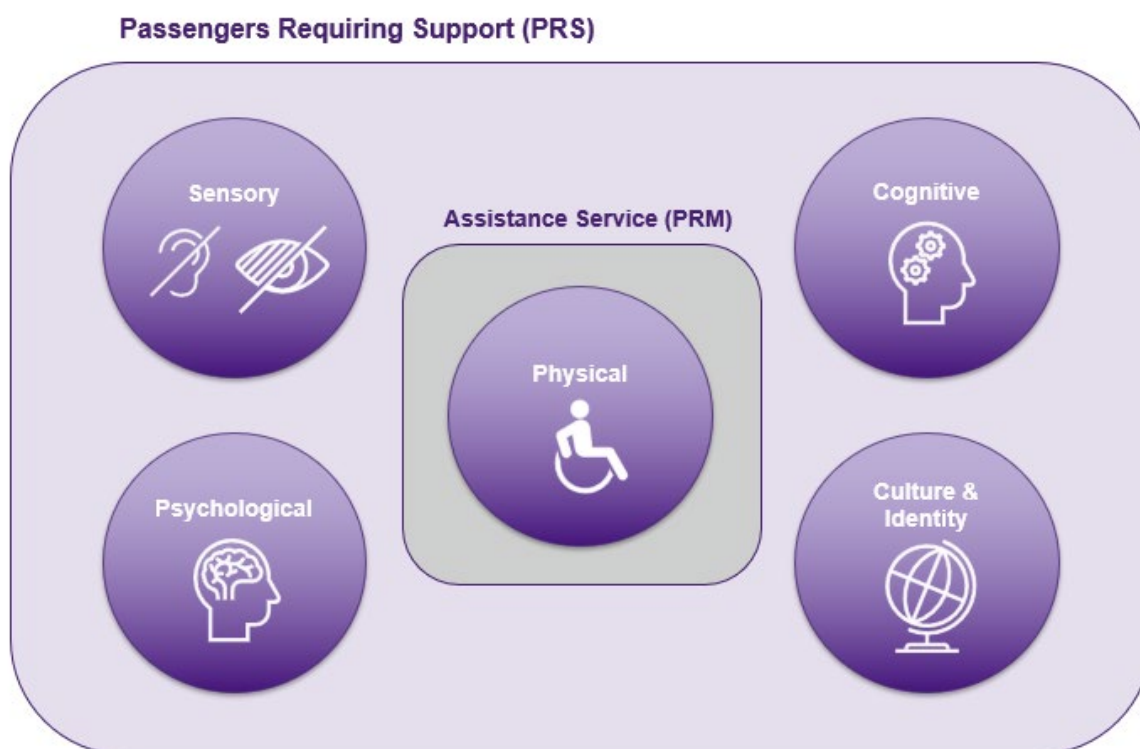 Passengers Requiring Support (PRS)
Sensory
Cognitive
Assistance Service (PRM)
Physical
Psychological
Culture &
Identity